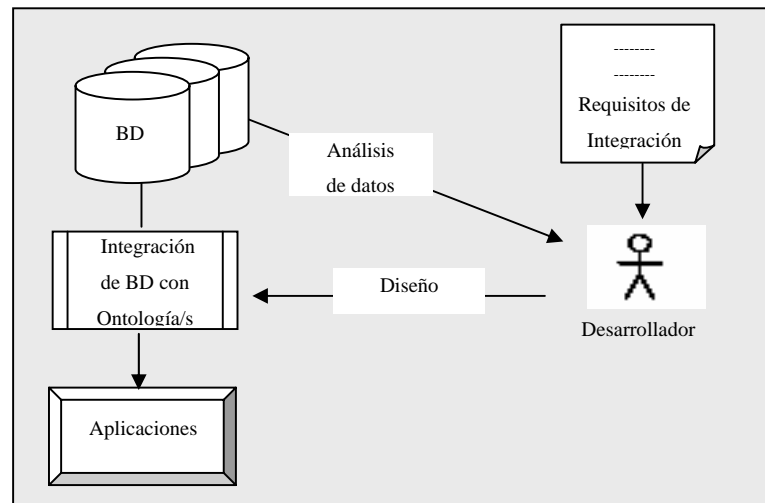 BD
--------
--------
Requisitos de
Integración
Análisis
de datos
Integración
de BD con
Ontología/s
Diseño
Desarrollador
Aplicaciones